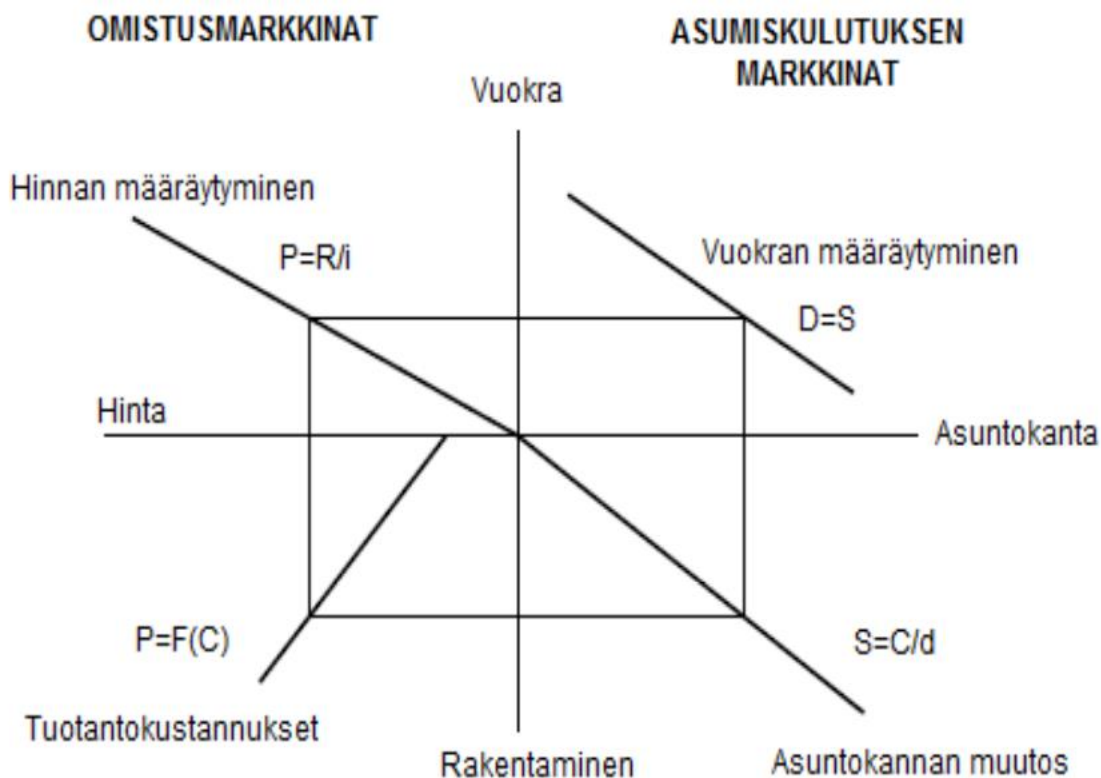 OMISTUSMARKKINAT
ASUMISKULUTUKSEN
MARKKINAT
Vuokra
Hinnan määräytyminen
P=R/i
Vuokran määräytyminen
D=S
Hinta
Asuntokanta
P=F(C)
S=C/d
Tuotantokustannukset
Rakentaminen
Asuntokannan muutos